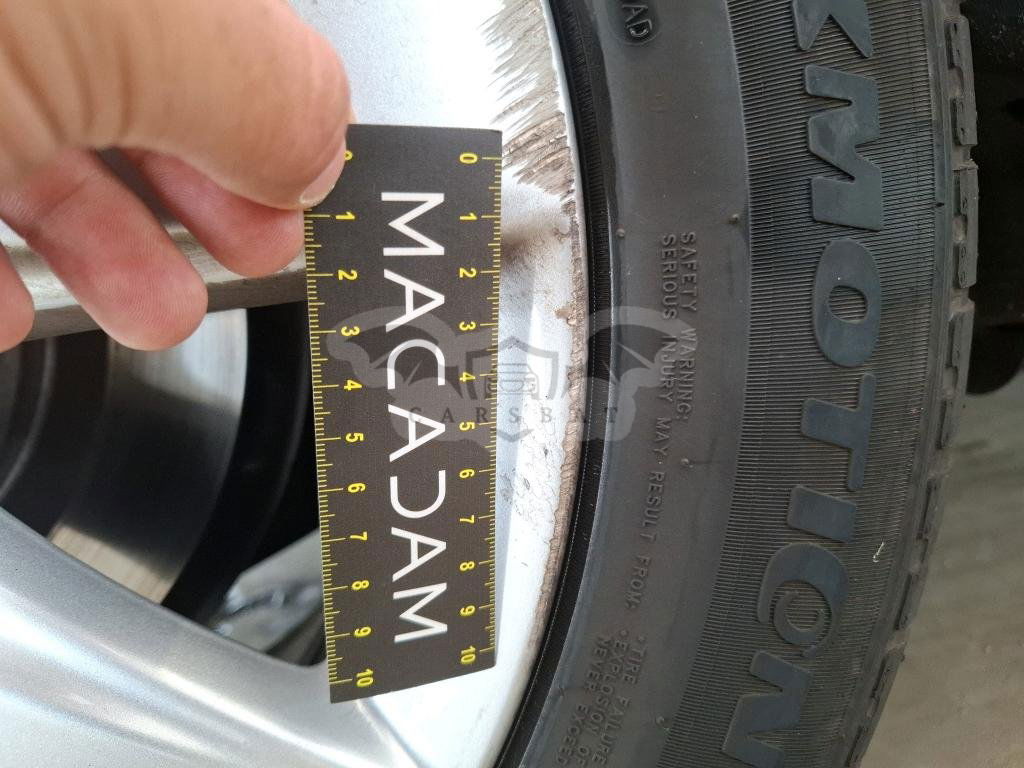 OAD
KMOTION
SAFETY WARNING:
SERIOUS INJURY MAY RESULT FROM:
• TIRE FAILURE
• EXPLOSION OF
NEVER EXCEED
MACADAM
0 1 2 3 4 5 6 7 8 9 10
1 2 3 4 5 6 7 8 9 10
CARSBAT